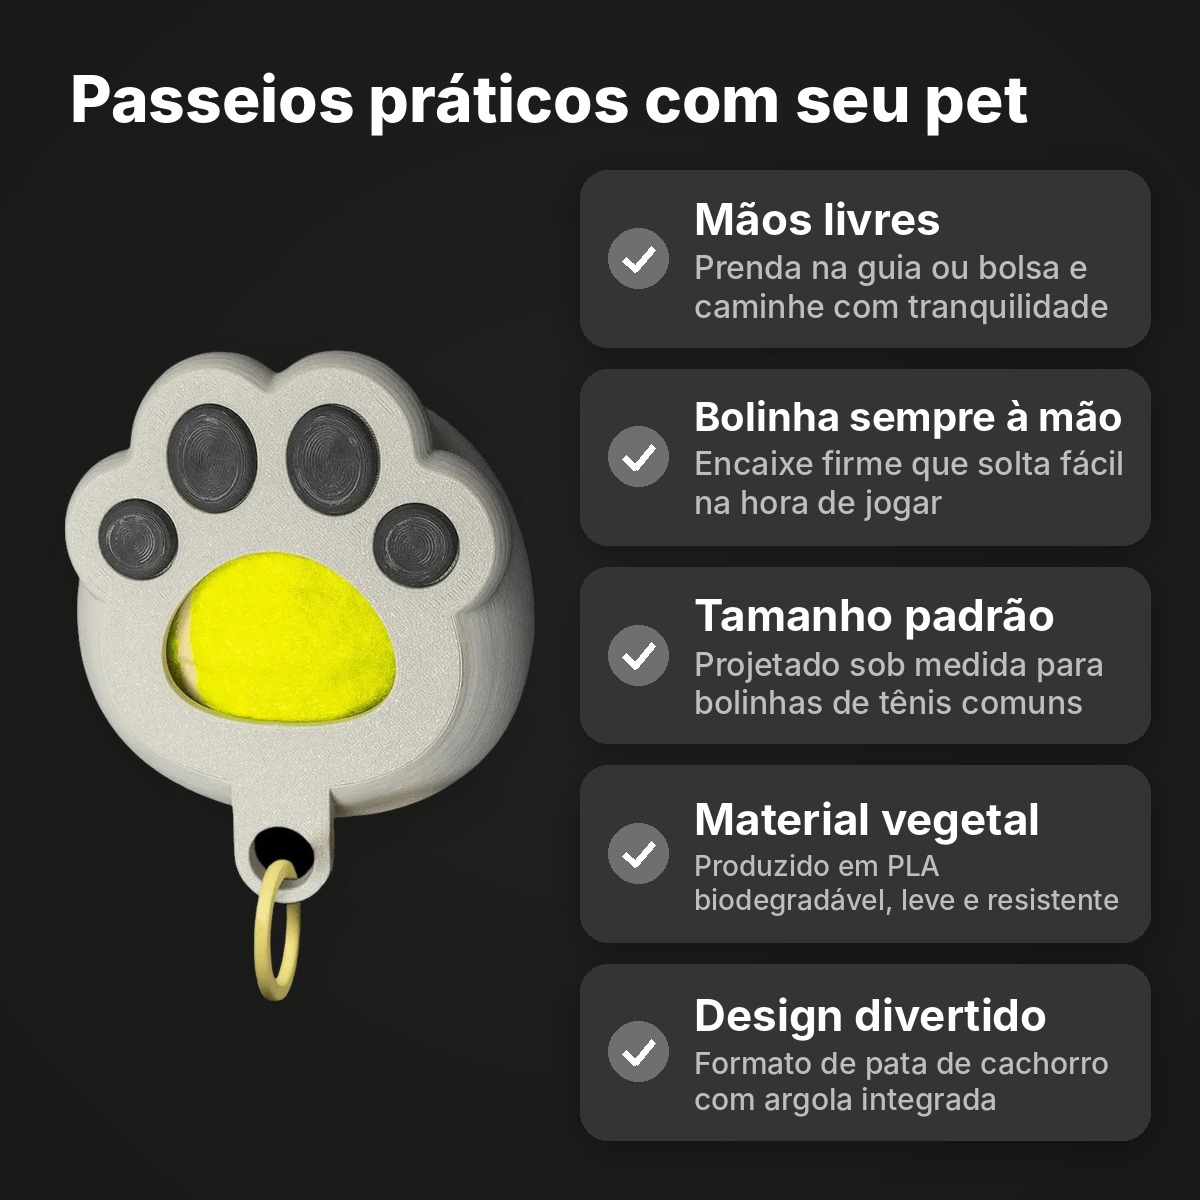 Passeios práticos com seu pet
Mãos livres
Prenda na guia ou bolsa e
caminhe com tranquilidade
Bolinha sempre à mão
Encaixe firme que solta fácil
na hora de jogar
Tamanho padrão
Projetado sob medida para
bolinhas de tênis comuns
Material vegetal
Produzido em PLA
biodegradável, leve e resistente
Design divertido
Formato de pata de cachorro
com argola integrada